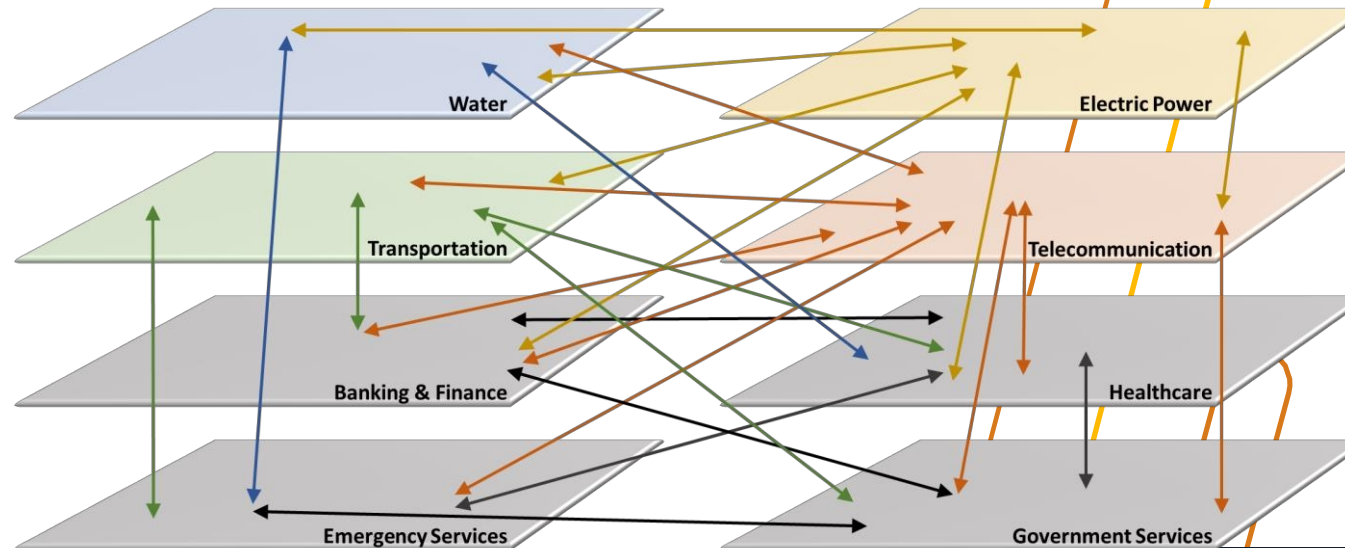 Water
Electric Power
Transportation
Telecommunication
Banking & Finance
Healthcare
Emergency Services
Government Services